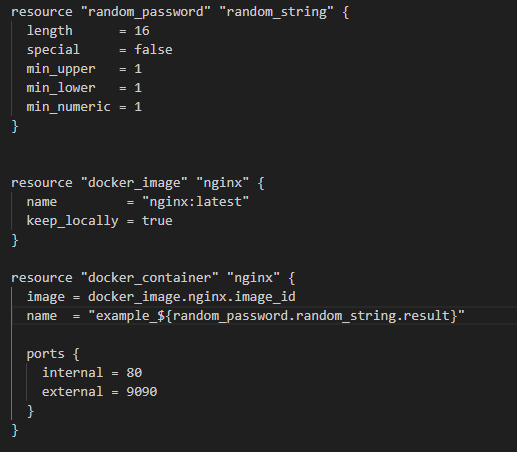 resource "random_password" "random_string" {
  length      = 16
  special     = false
  min_upper   = 1
  min_lower   = 1
  min_numeric = 1
}
resource "docker_image" "nginx" {
  name         = "nginx:latest"
  keep_locally = true
}
resource "docker_container" "nginx" {
  image = docker_image.nginx.image_id
  name  = "example_${random_password.random_string.result}"
  ports {
    internal = 80
    external = 9090
  }
}